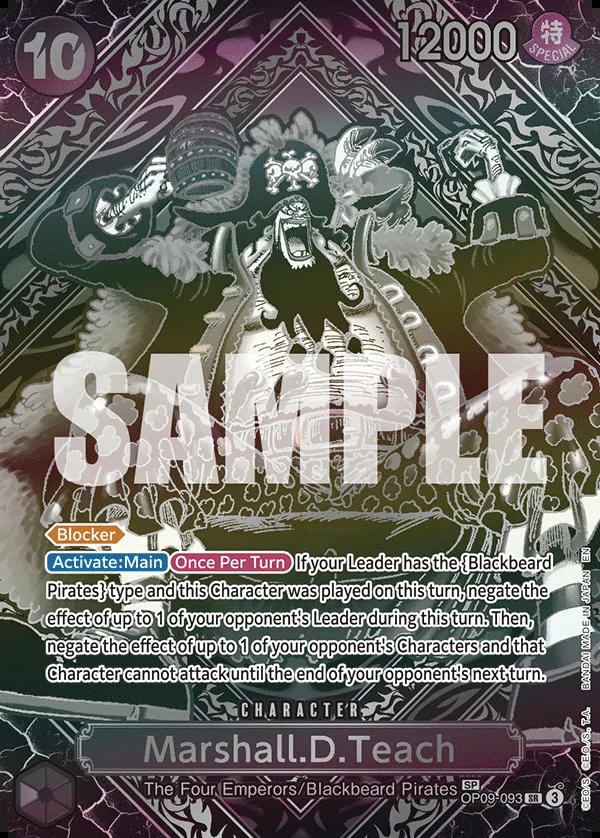 10
12000
特
SPECIAL
SAMPLE
Blocker
Activate:Main Once Per Turn If your Leader has the {Blackbeard
Pirates} type and this Character was played on this turn, negate the
effect of up to 1 of your opponent's Leader during this turn. Then,
negate the effect of up to 1 of your opponent's Characters and that
Character cannot attack until the end of your opponent's next turn.
CHARACTER
Marshall.D.Teach
The Four Emperors/Blackbeard Pirates
SP
OP09-093 SR 3
©EO/S ©EO./S., T.A. BANDAI MADE IN JAPAN EN